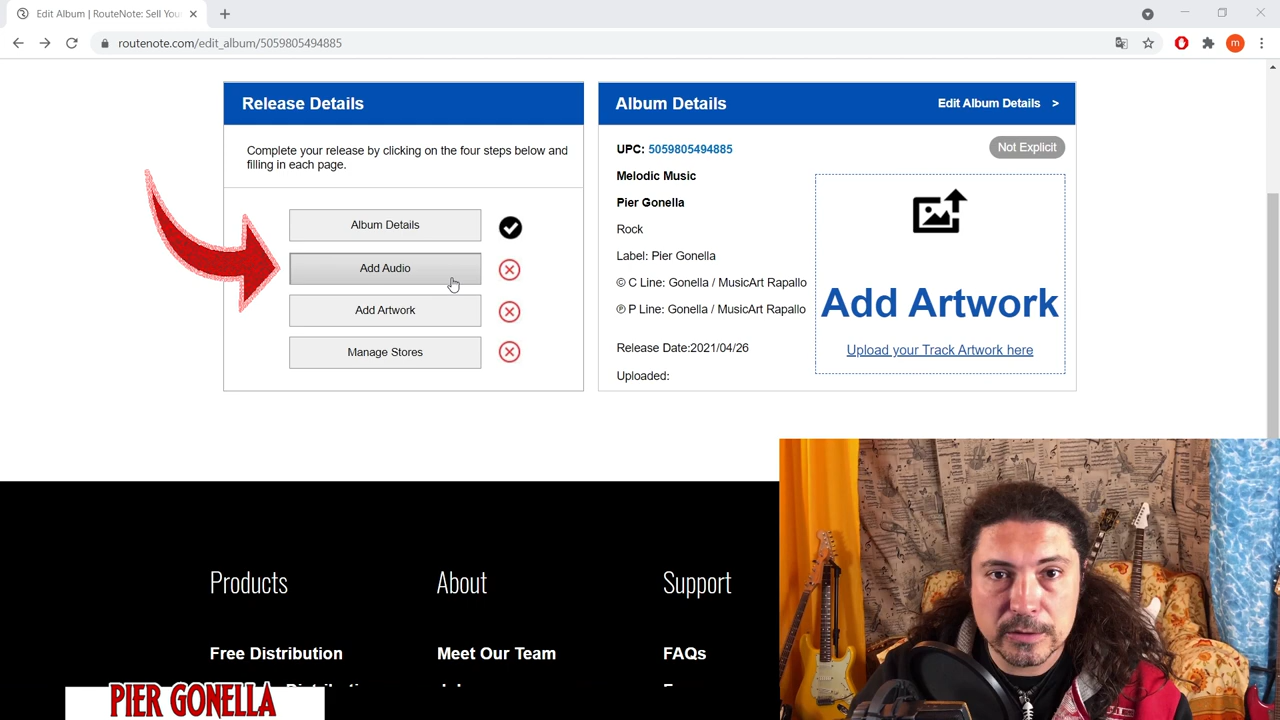 Edit Album | RouteNote: Sell You
routenote.com/edit_album/5059805494885
m
Release Details
Complete your release by clicking on the four steps below and
filling in each page.
Album Details
Add Audio
Add Artwork
Manage Stores
Album Details
Edit Album Details >
UPC: 5059805494885
Not Explicit
Melodic Music
Pier Gonella
Rock
Label: Pier Gonella
© C Line: Gonella / MusicArt Rapallo
℗ P Line: Gonella / MusicArt Rapallo
Release Date:2021/04/26
Uploaded:
Add Artwork
Upload your Track Artwork here
Products
About
Support
Free Distribution
Meet Our Team
FAQs
PIER GONELLA